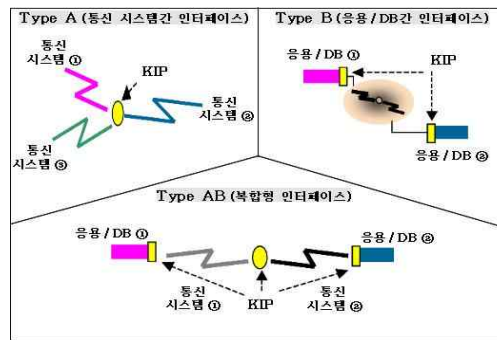 Type A (통신 시스템간 인터페이스)
통신
시스템 ①
KIP
통신
시스템 ②
통신
시스템 ③
Type B (응용/DB간 인터페이스)
응용/DB ①
KIP
응용/DB ②
Type AB (복합형 인터페이스)
응용/DB ①
응용/DB ②
통신
시스템 ①
KIP
통신
시스템 ②